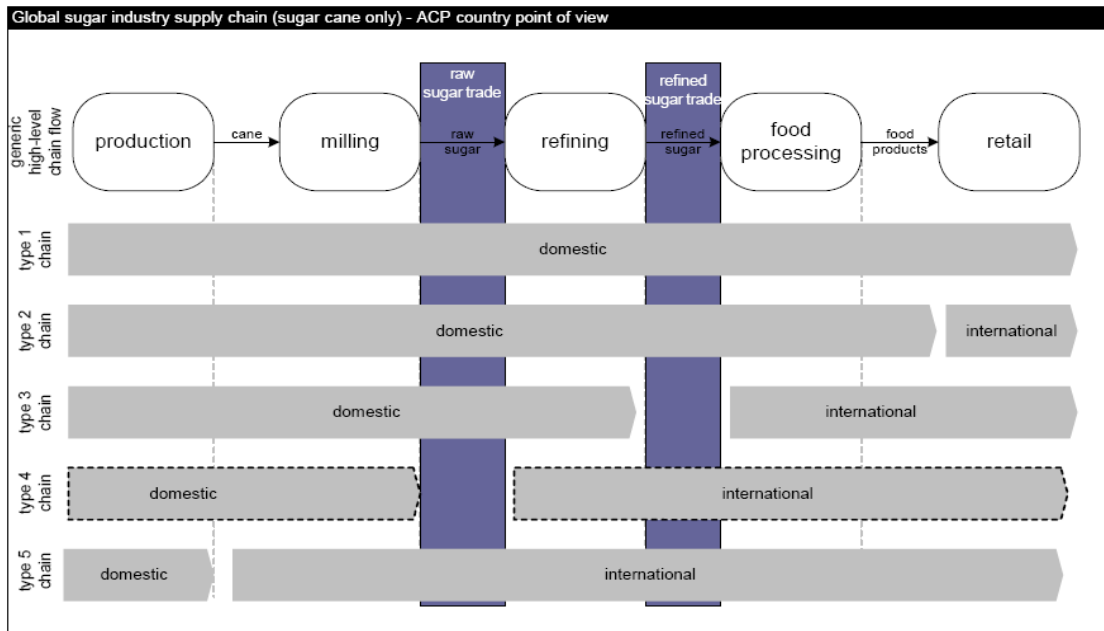 Global sugar industry supply chain (sugar cane only) - ACP country point of view
raw
sugar trade
refined
sugar trade
generic
high-level
chain flow
production
cane
milling
raw
sugar
refining
refined
sugar
food
processing
food
products
retail
type 1
chain
domestic
type 2
chain
domestic
international
type 3
chain
domestic
international
type 4
chain
domestic
international
type 5
chain
domestic
international